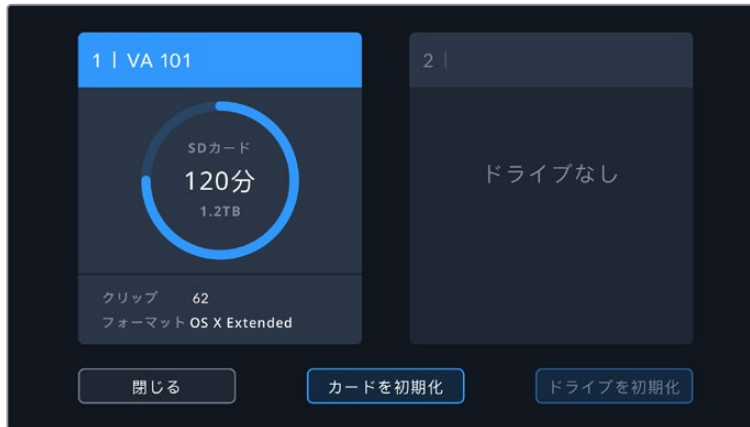 1 | VA 101
SDカード
120分
1.2TB
クリップ 62
フォーマット OS X Extended
2 |
ドライブなし
閉じる
カードを初期化
ドライブを初期化